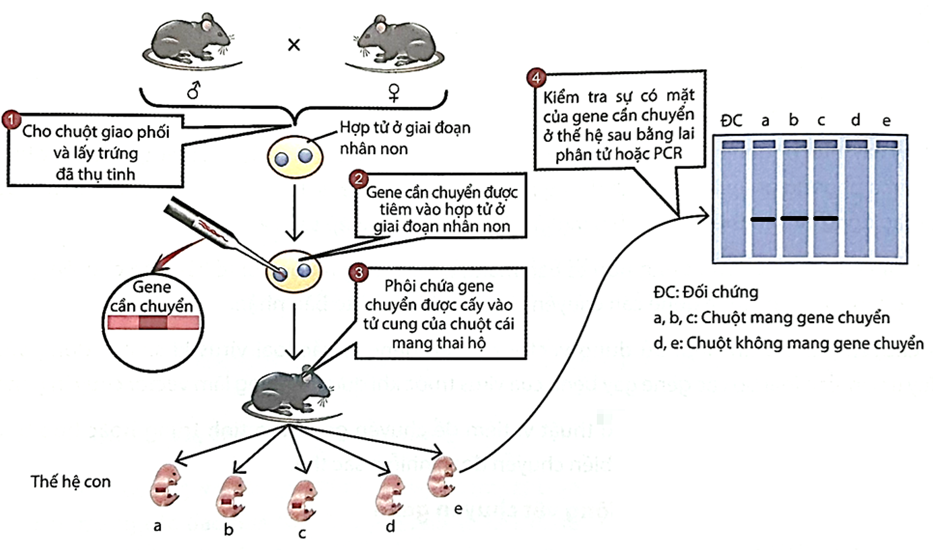 ♂
×
♀
1
Cho chuột giao phối
và lấy trứng
đã thụ tinh
Hợp tử ở giai đoạn
nhân non
2
Gene cần chuyển được
tiêm vào hợp tử ở
giai đoạn nhân non
Gene
cần chuyển
3
Phôi chứa gene
chuyển được cấy vào
tử cung của chuột cái
mang thai hộ
4
Kiểm tra sự có mặt
của gene cần chuyển
ở thế hệ sau bằng lai
phân tử hoặc PCR
ĐC a b c d e
ĐC: Đối chứng
a, b, c: Chuột mang gene chuyển
d, e: Chuột không mang gene chuyển
Thế hệ con
a b c d e